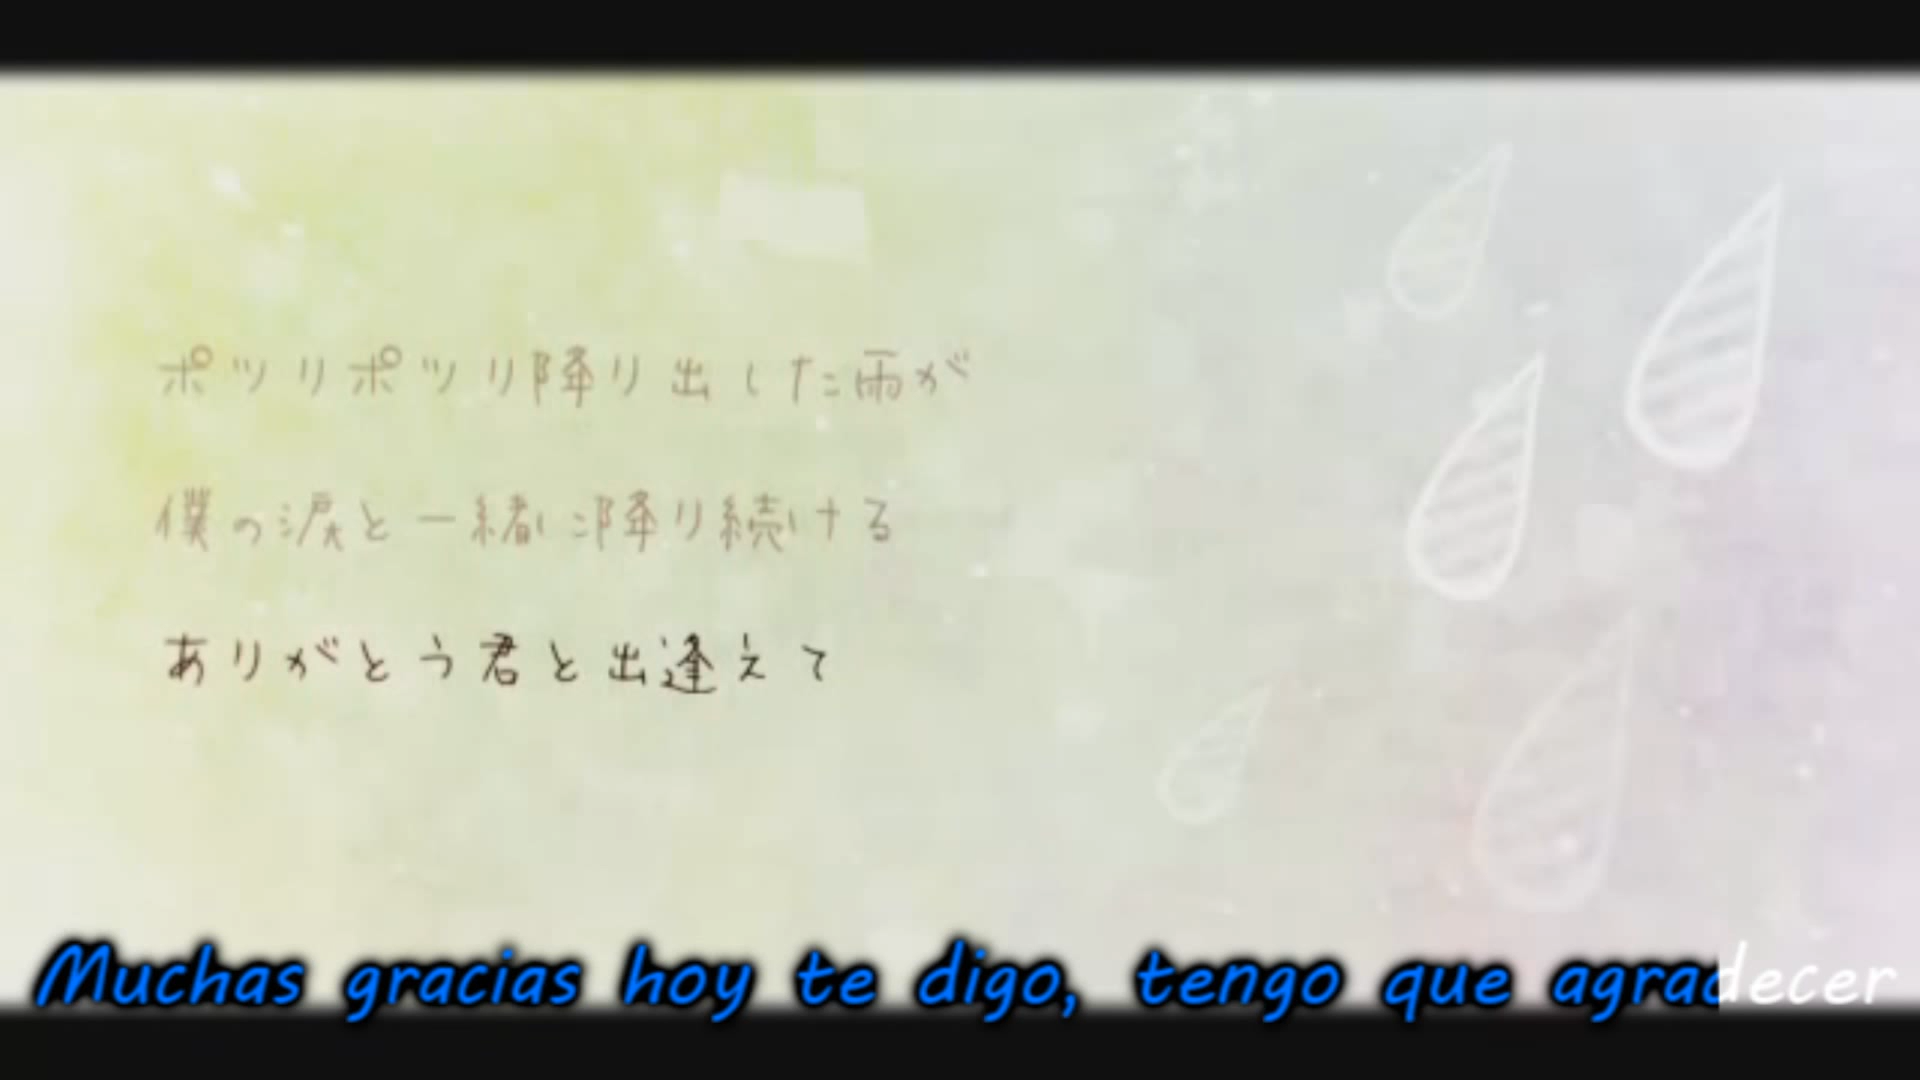 ポツリポツリ降り出した雨が
僕の涙と一緒に降り続ける
ありがとう君と出逢えて
Muchas gracias hoy te digo, tengo que agradecer